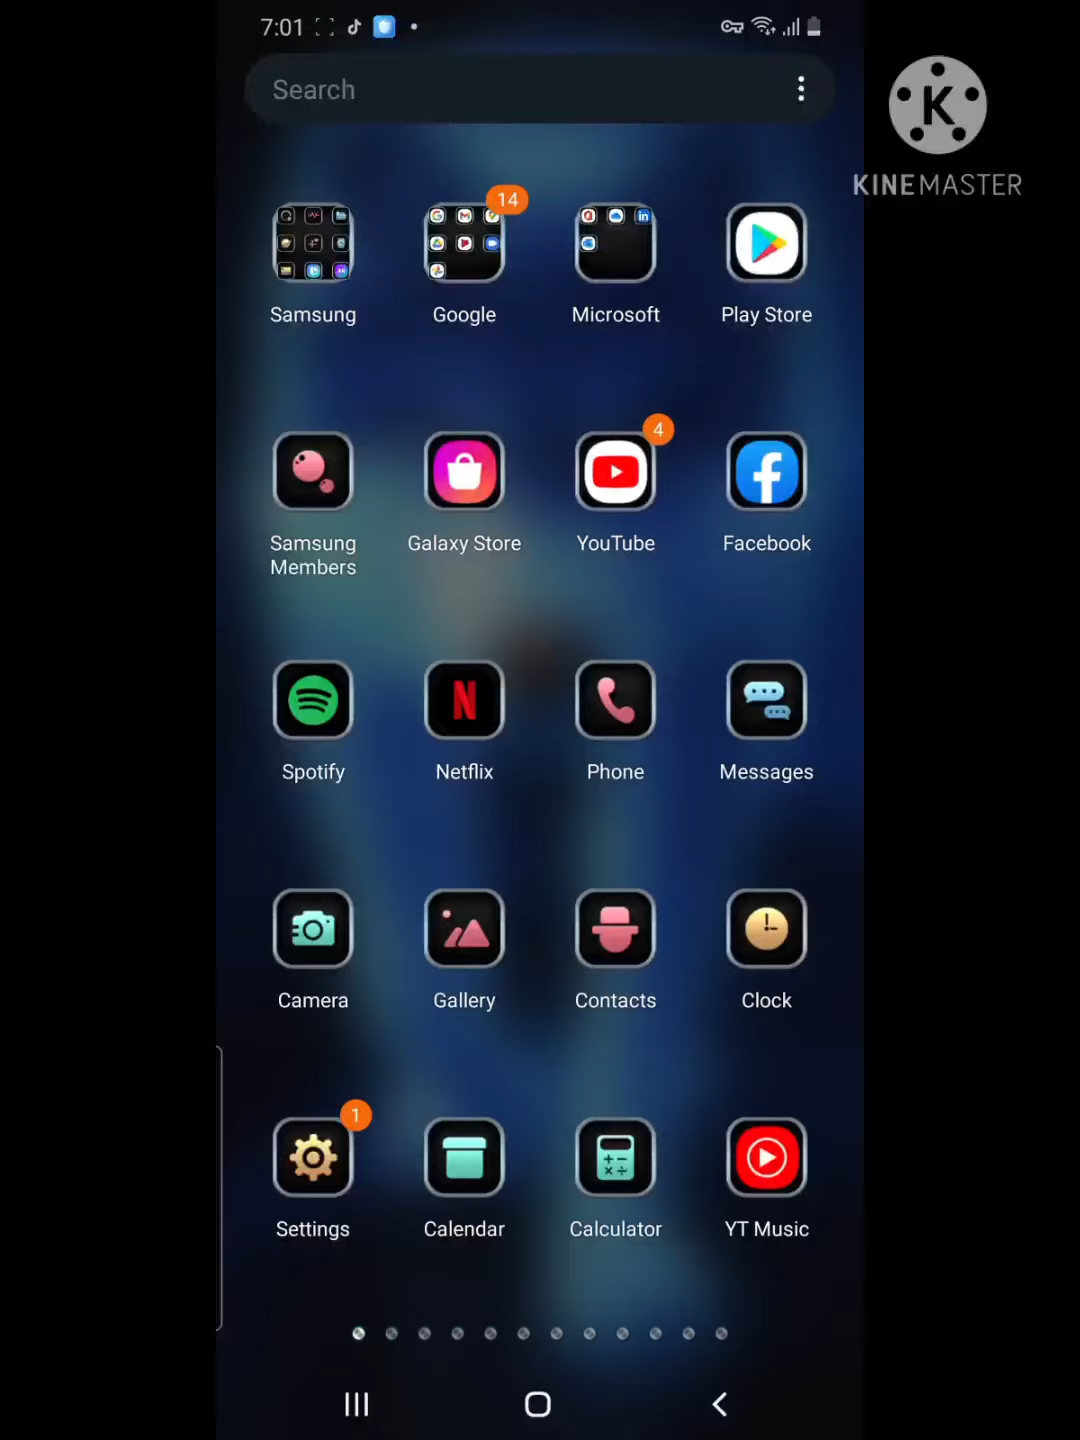 7:01
Search
K
KINEMASTER
14
Samsung
Google
Microsoft
Play Store
4
Samsung
Members
Galaxy Store
YouTube
Facebook
Spotify
Netflix
Phone
Messages
Camera
Gallery
Contacts
Clock
1
Settings
Calendar
Calculator
YT Music